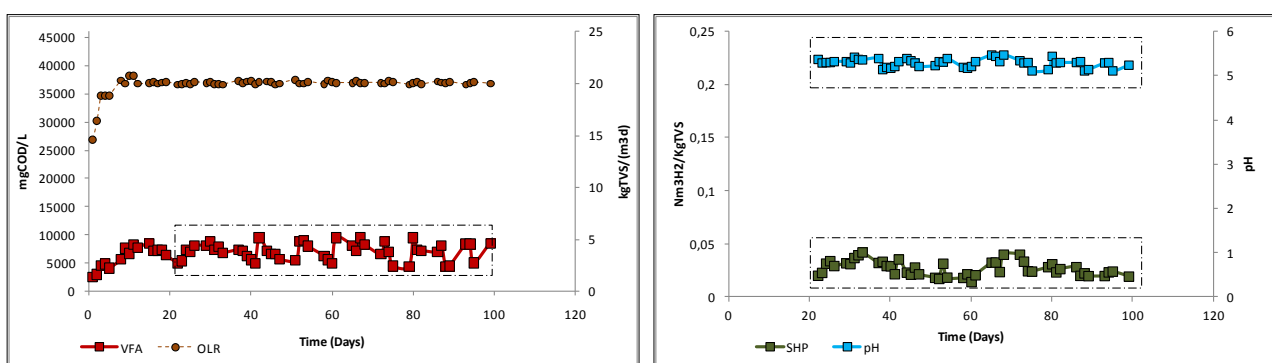 45000
40000
35000
30000
25000
20000
15000
10000
5000
0
mgCOD/L
25
20
15
10
5
0
kgTVS/(m3d)
0 20 40 60 80 100 120
Time (Days)
VFA OLR
0,25
0,2
0,15
0,1
0,05
0
Nm3H2/KgTVS
6
5
4
3
2
1
0
pH
0 20 40 60 80 100 120
Time (Days)
SHP pH